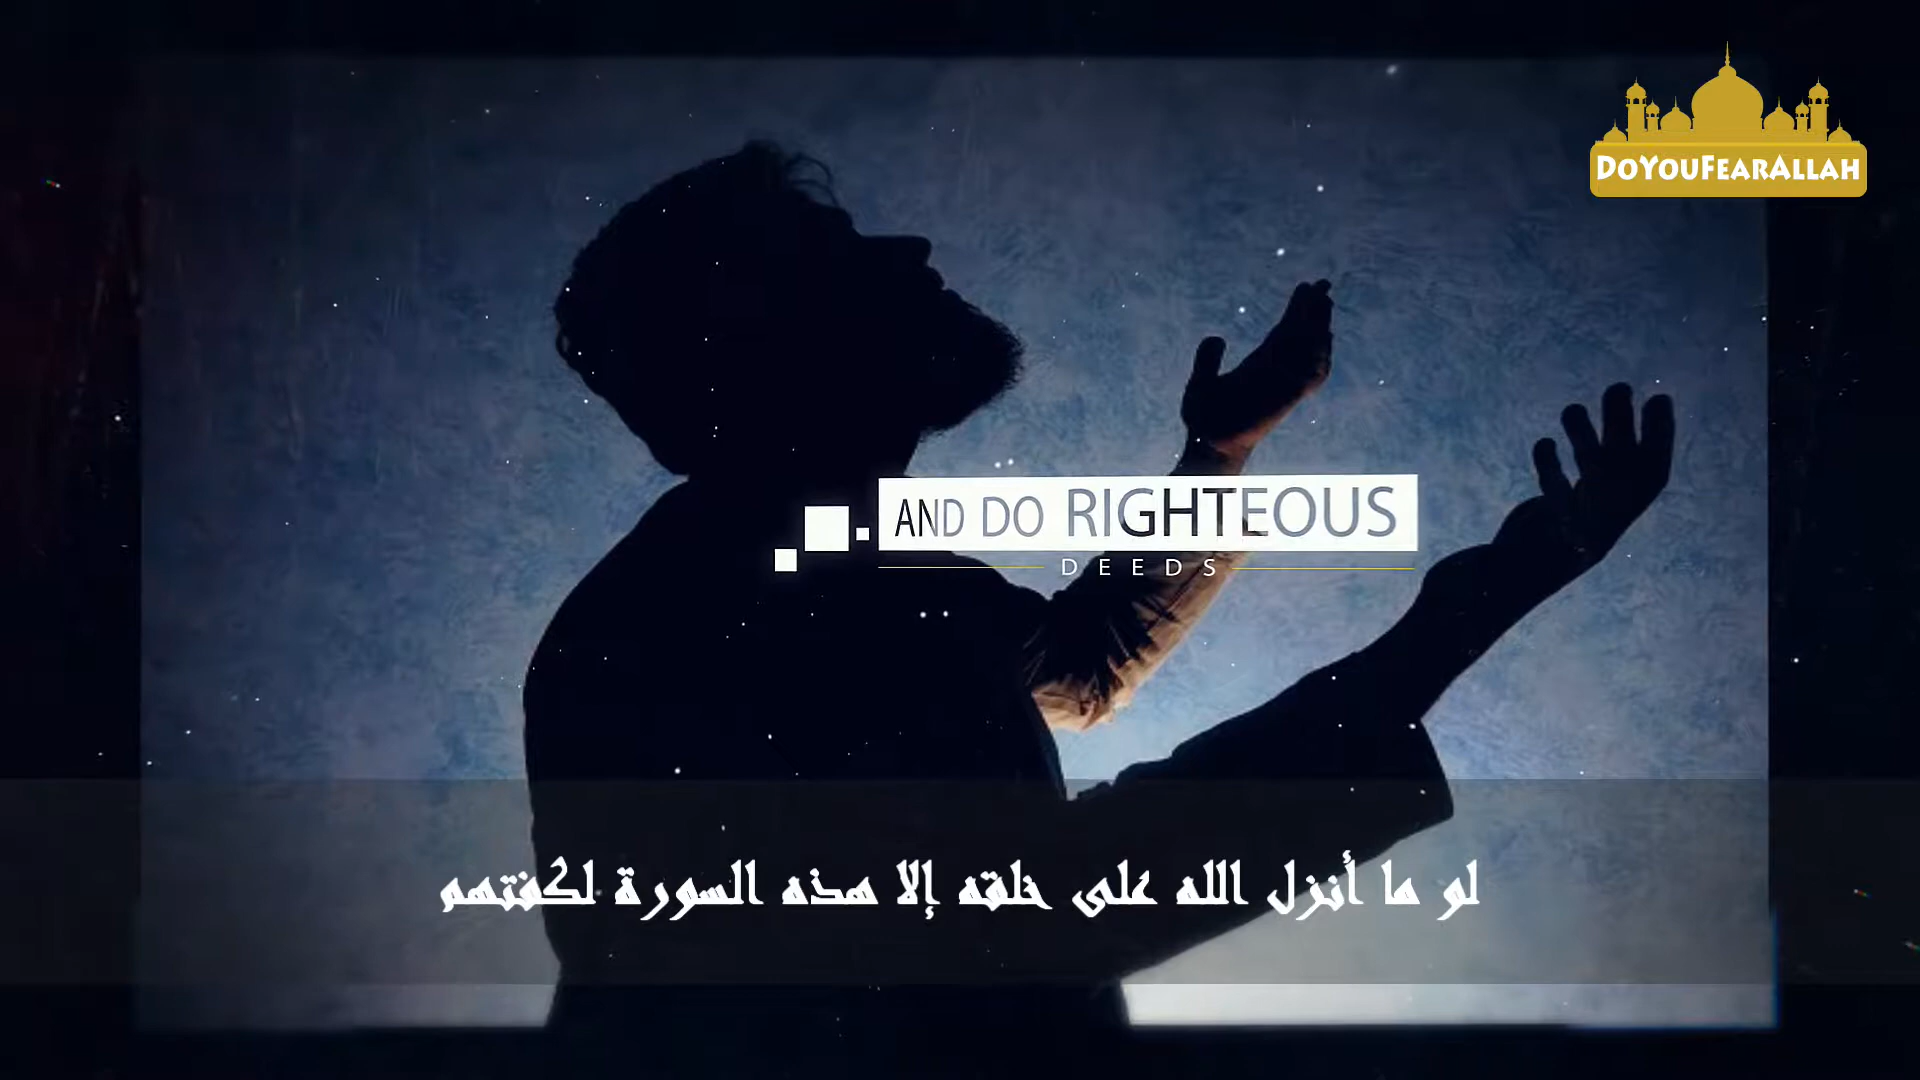 DOYOUFEARALLAH
AND DO RIGHTEOUS
DEEDS
لو ما أنزل الله على خلقه إلا هذه السورة لكفتهم